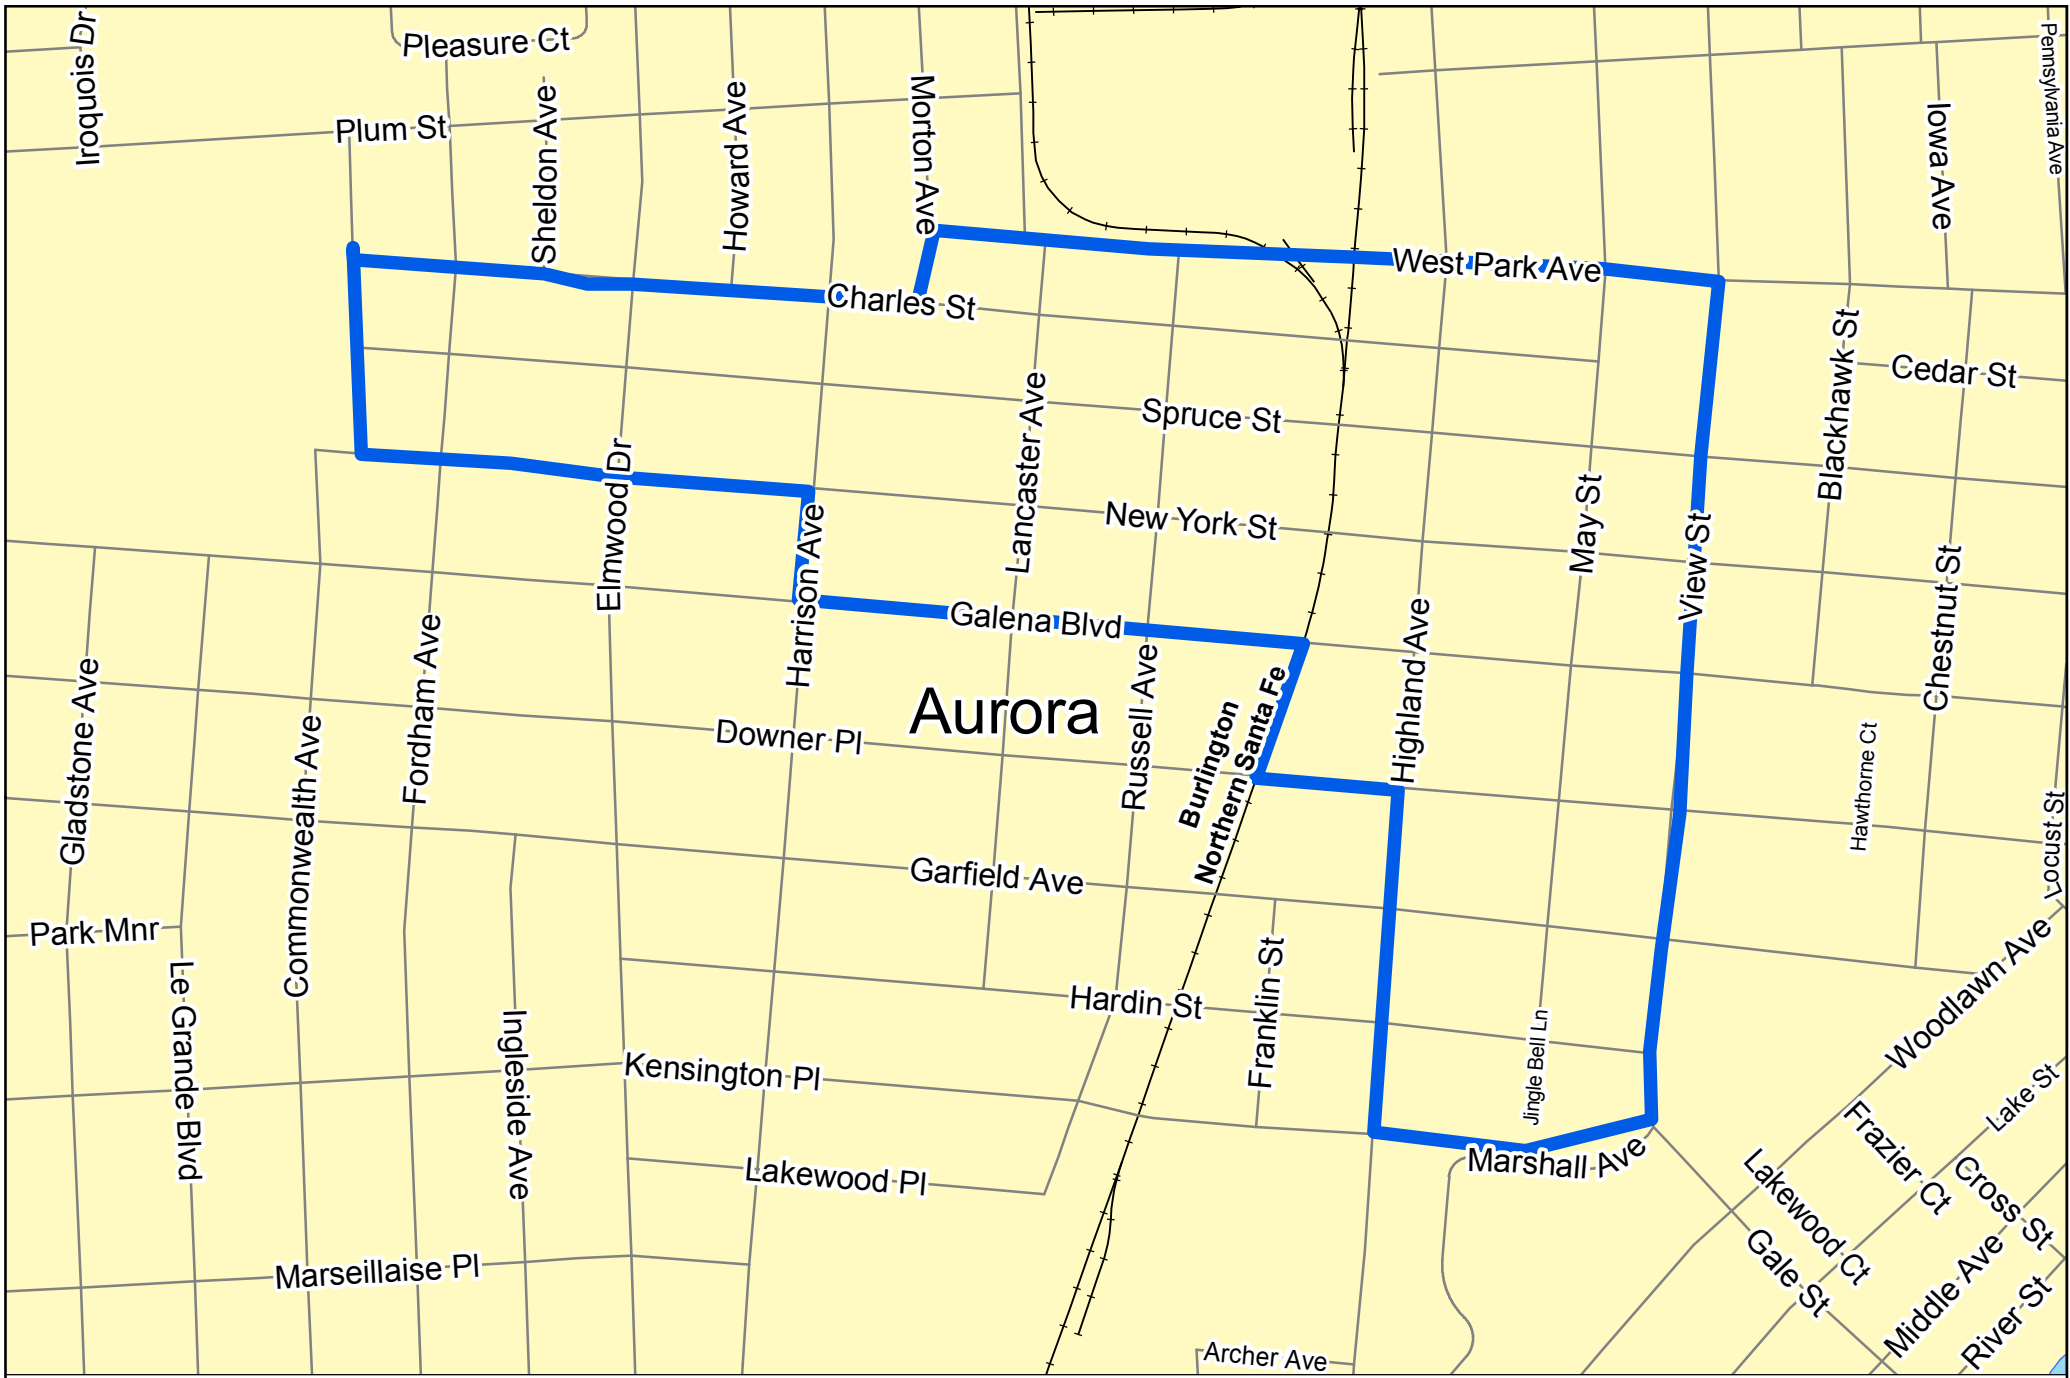 Iroquois Dr
Pleasure Ct
Plum St
Sheldon Ave
Howard Ave
Morton Ave
Iowa Ave
Pennsylvania Ave
West Park Ave
Charles St
Lancaster Ave
Spruce St
Blackhawk St
Cedar St
Elmwood Dr
New York St
May St
View St
Chestnut St
Harrison Ave
Galena Blvd
Highland Ave
Gladstone Ave
Commonwealth Ave
Fordham Ave
Downer Pl
Aurora
Russell Ave
Burlington
Northern Santa Fe
Hawthorne Ct
Locust St
Garfield Ave
Park Mnr
Le Grande Blvd
Ingleside Ave
Hardin St
Franklin St
Jingle Bell Ln
Woodlawn Ave
Kensington Pl
Lake St
Frazier Ct
Marshall Ave
Lakewood Pl
Lakewood Ct
Cross St
Gale St
Middle Ave
River St
Marseillaise Pl
Archer Ave